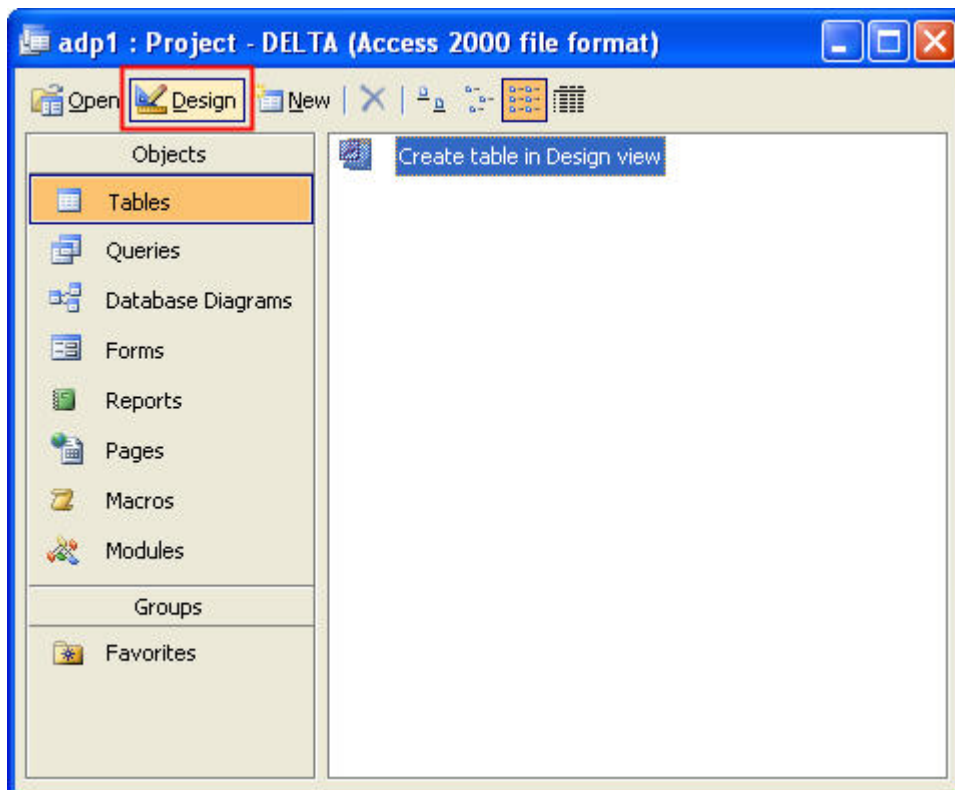 adp1 : Project - DELTA (Access 2000 file format)
Open Design New
Objects
Create table in Design view
Tables
Queries
Database Diagrams
Forms
Reports
Pages
Macros
Modules
Groups
Favorites